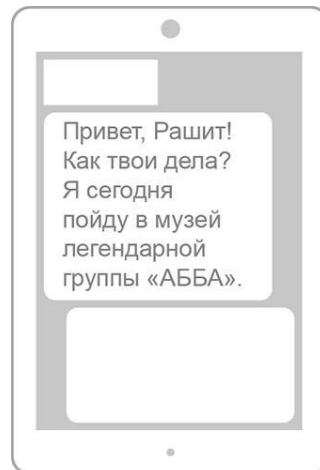 Привет, Рашит!
Как твои дела?
Я сегодня
пойду в музей
легендарной
группы «АББА».